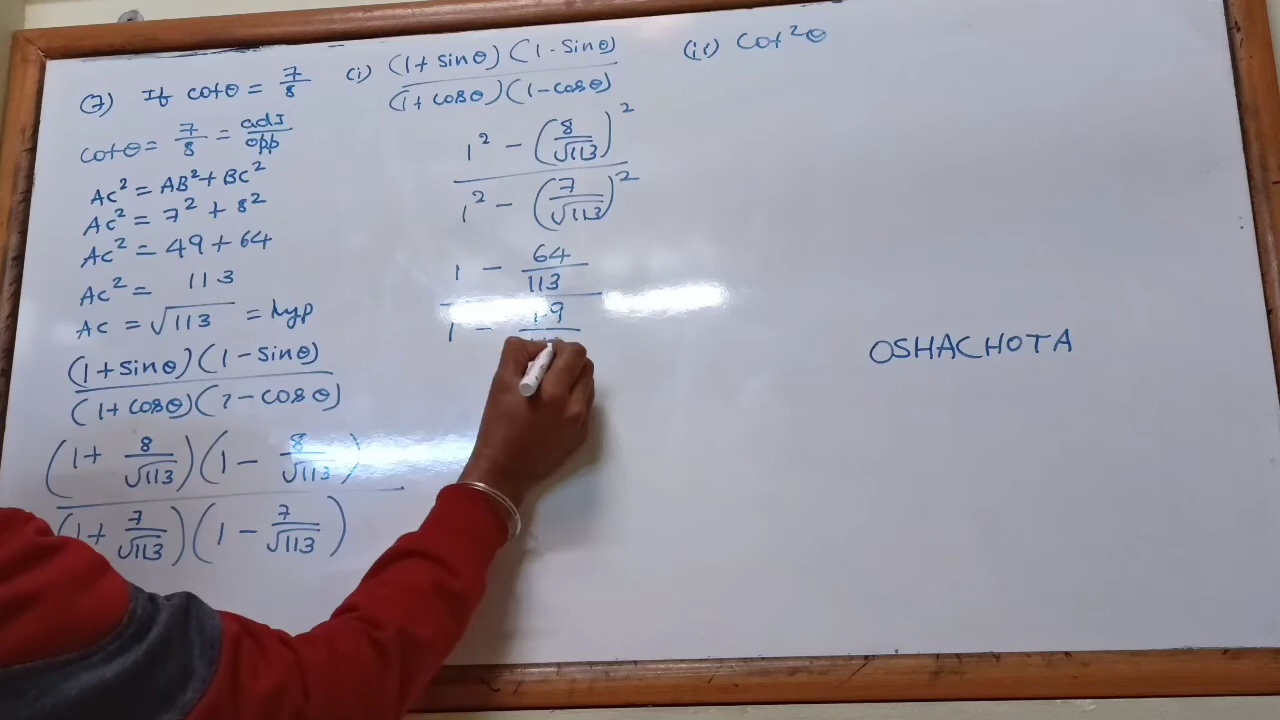 (7) If cotθ = 7/8
cotθ = 7/8 = adj/opp
AC² = AB² + BC²
AC² = 7² + 8²
AC² = 49 + 64
AC² = 113
AC = √113 = hyp
(1 + sinθ)(1 - sinθ)
(1 + cosθ)(1 - cosθ)
(1 + 8/√113)(1 - 8/√113)
(1 + 7/√113)(1 - 7/√113)
(i) (1 + sinθ)(1 - sinθ)
(1 + cosθ)(1 - cosθ)
1² - (8/√113)²
1² - (7/√113)²
1 - 64/113
1 - 49
(ii) cot²θ
OSHACHOTA